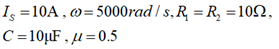 I_S=10A , ω=5000rad / s, R_1 = R_2 = 10Ω,
C=10μF , μ = 0.5